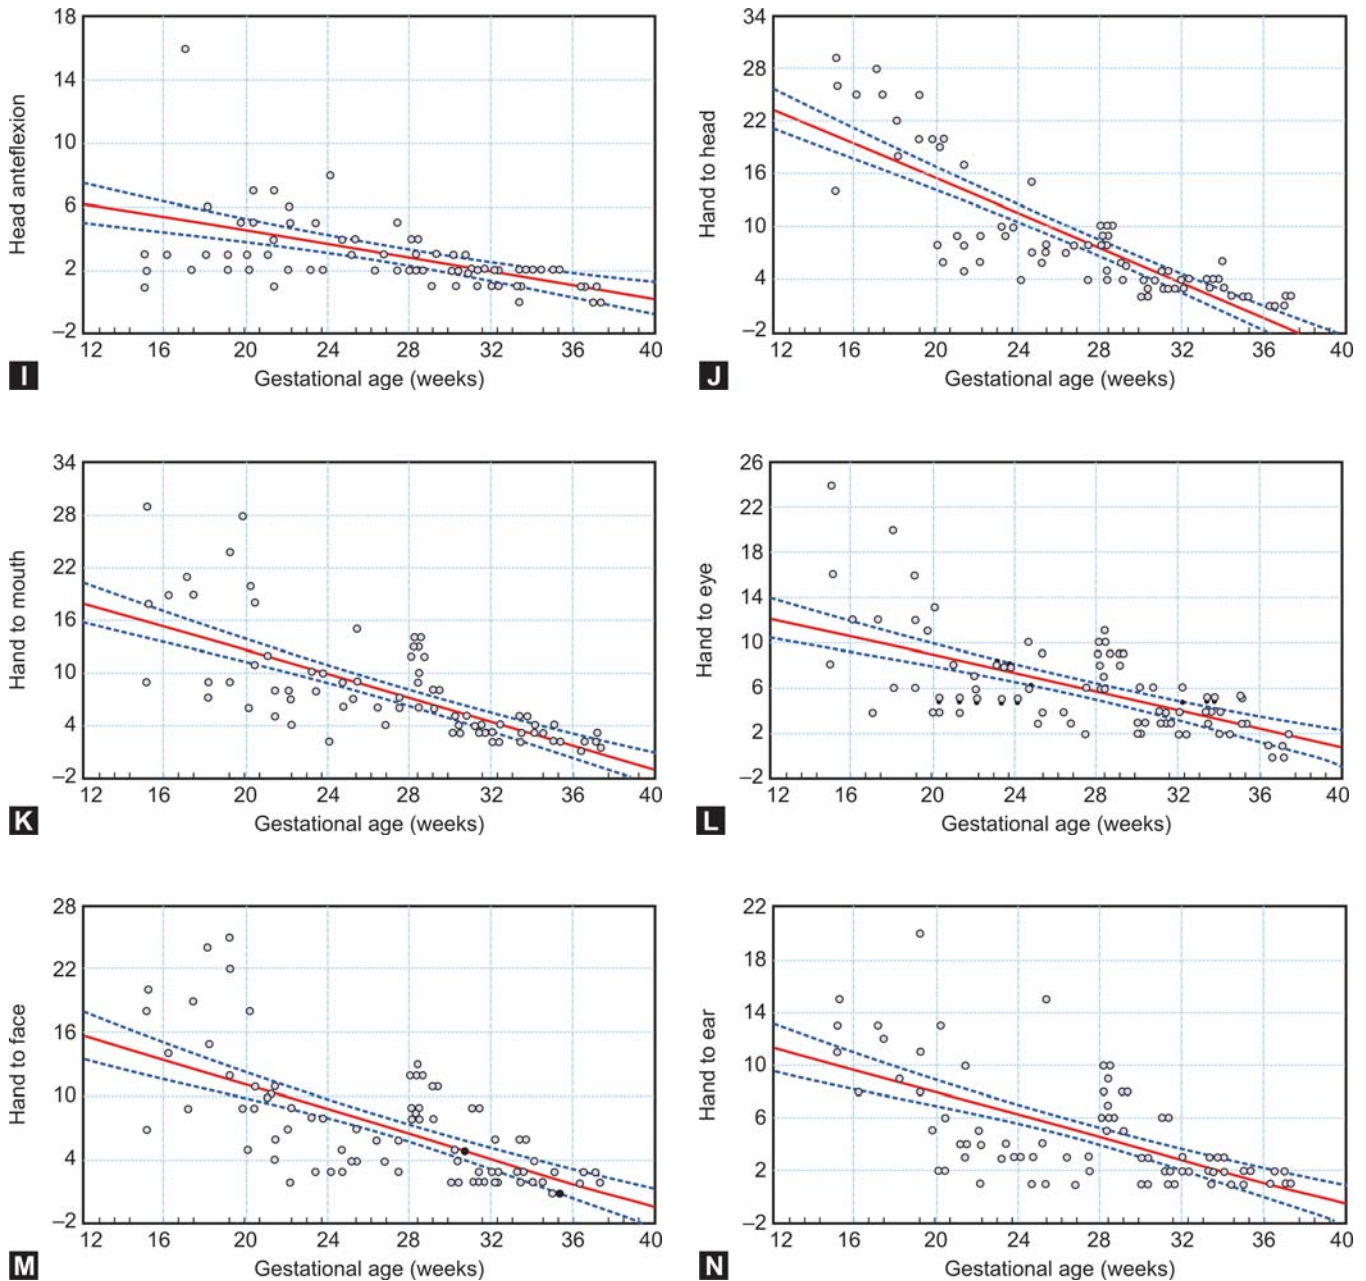 Head anteflexion
18
14
10
6
2
–2
12 16 20 24 28 32 36 40
Gestational age (weeks)
I
Hand to head
34
28
22
16
10
4
–2
12 16 20 24 28 32 36 40
Gestational age (weeks)
J
Hand to mouth
34
28
22
16
10
4
–2
12 16 20 24 28 32 36 40
Gestational age (weeks)
K
Hand to eye
26
22
18
14
10
6
2
–2
12 16 20 24 28 32 36 40
Gestational age (weeks)
L
Hand to face
28
22
16
10
4
–2
12 16 20 24 28 32 36 40
Gestational age (weeks)
M
Hand to ear
22
18
14
10
6
2
–2
12 16 20 24 28 32 36 40
Gestational age (weeks)
N